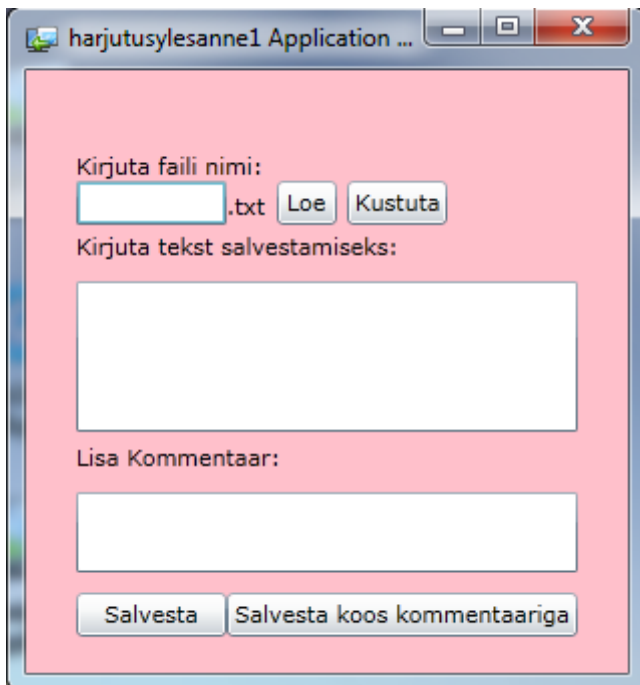 harjutusylesanne1 Application ...
Kirjuta faili nimi:
.txt Loe Kustuta
Kirjuta tekst salvestamiseks:
Lisa Kommentaar:
Salvesta Salvesta koos kommentaariga